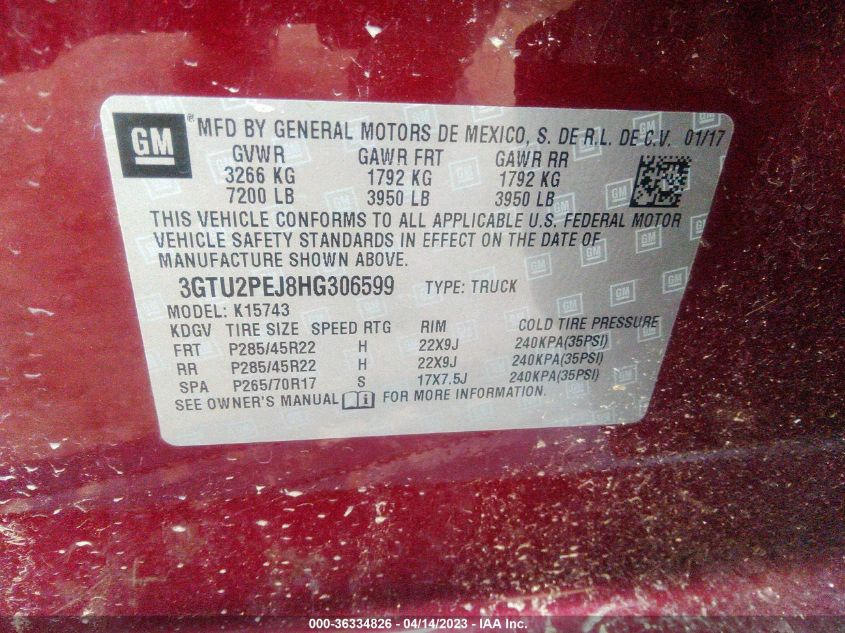 GM ® MFD BY GENERAL MOTORS DE MEXICO, S. DE R.L. DE C.V. 01/17
GVWR GAWR FRT GAWR RR
3266 KG 1792 KG 1792 KG
7200 LB 3950 LB 3950 LB
THIS VEHICLE CONFORMS TO ALL APPLICABLE U.S. FEDERAL MOTOR
VEHICLE SAFETY STANDARDS IN EFFECT ON THE DATE OF
MANUFACTURE SHOWN ABOVE.
3GTU2PEJ8HG306599 TYPE: TRUCK
MODEL: K15743
KDGV TIRE SIZE SPEED RTG RIM COLD TIRE PRESSURE
FRT P285/45R22 H 22X9J 240KPA(35PSI)
RR P285/45R22 H 22X9J 240KPA(35PSI)
SPA P265/70R17 S 17X7.5J 240KPA(35PSI)
SEE OWNER'S MANUAL i FOR MORE INFORMATION.
000-36334826 - 04/14/2023 - IAA Inc.